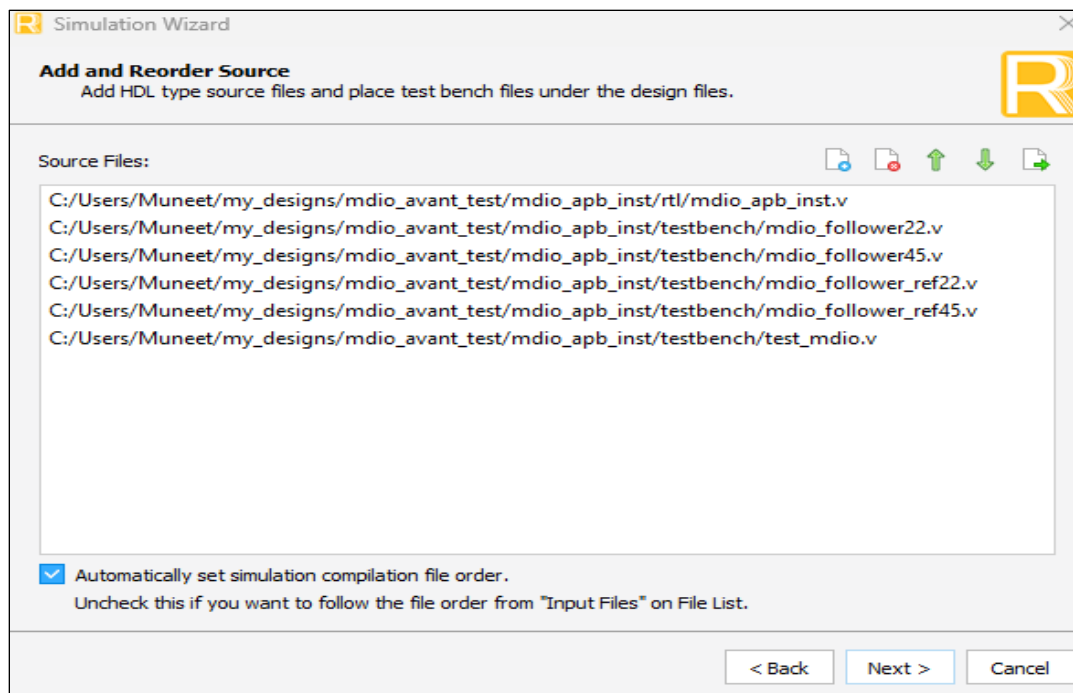 Simulation Wizard
Add and Reorder Source
Add HDL type source files and place test bench files under the design files.
Source Files:
C:/Users/Muneet/my_designs/mdio_avant_test/mdio_apb_inst/rtl/mdio_apb_inst.v
C:/Users/Muneet/my_designs/mdio_avant_test/mdio_apb_inst/testbench/mdio_follower22.v
C:/Users/Muneet/my_designs/mdio_avant_test/mdio_apb_inst/testbench/mdio_follower45.v
C:/Users/Muneet/my_designs/mdio_avant_test/mdio_apb_inst/testbench/mdio_follower_ref22.v
C:/Users/Muneet/my_designs/mdio_avant_test/mdio_apb_inst/testbench/mdio_follower_ref45.v
C:/Users/Muneet/my_designs/mdio_avant_test/mdio_apb_inst/testbench/test_mdio.v
Automatically set simulation compilation file order.
Uncheck this if you want to follow the file order from "Input Files" on File List.
< Back Next > Cancel